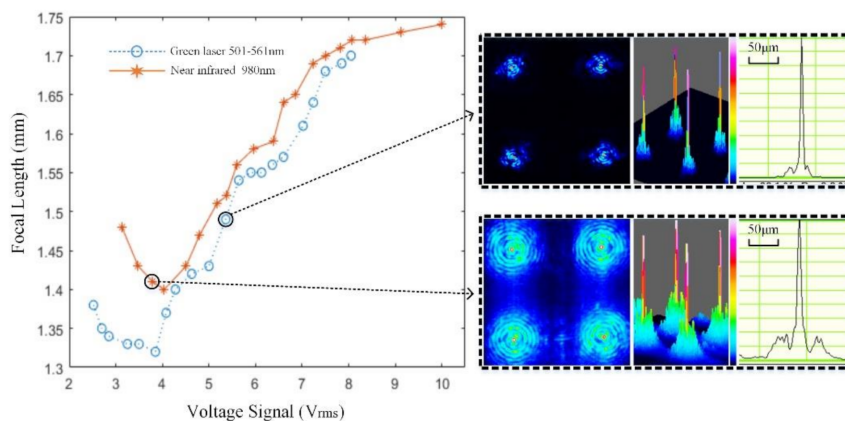 Focal Length (mm)
1.75
1.7
1.65
1.6
1.55
1.5
1.45
1.4
1.35
1.3
Green laser 501-561nm
Near infrared 980nm
2 3 4 5 6 7 8 9 10
Voltage Signal (Vrms)
50μm
50μm